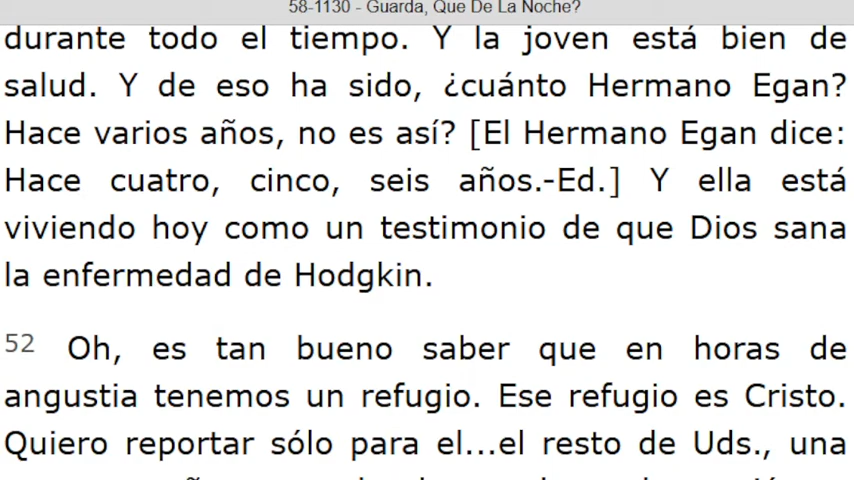 58-1130 - Guarda, Que De La Noche?
durante todo el tiempo. Y la joven está bien de
salud. Y de eso ha sido, ¿cuánto Hermano Egan?
Hace varios años, no es así? [El Hermano Egan dice:
Hace cuatro, cinco, seis años.-Ed.] Y ella está
viviendo hoy como un testimonio de que Dios sana
la enfermedad de Hodgkin.
52 Oh, es tan bueno saber que en horas de
angustia tenemos un refugio. Ese refugio es Cristo.
Quiero reportar sólo para el...el resto de Uds., una